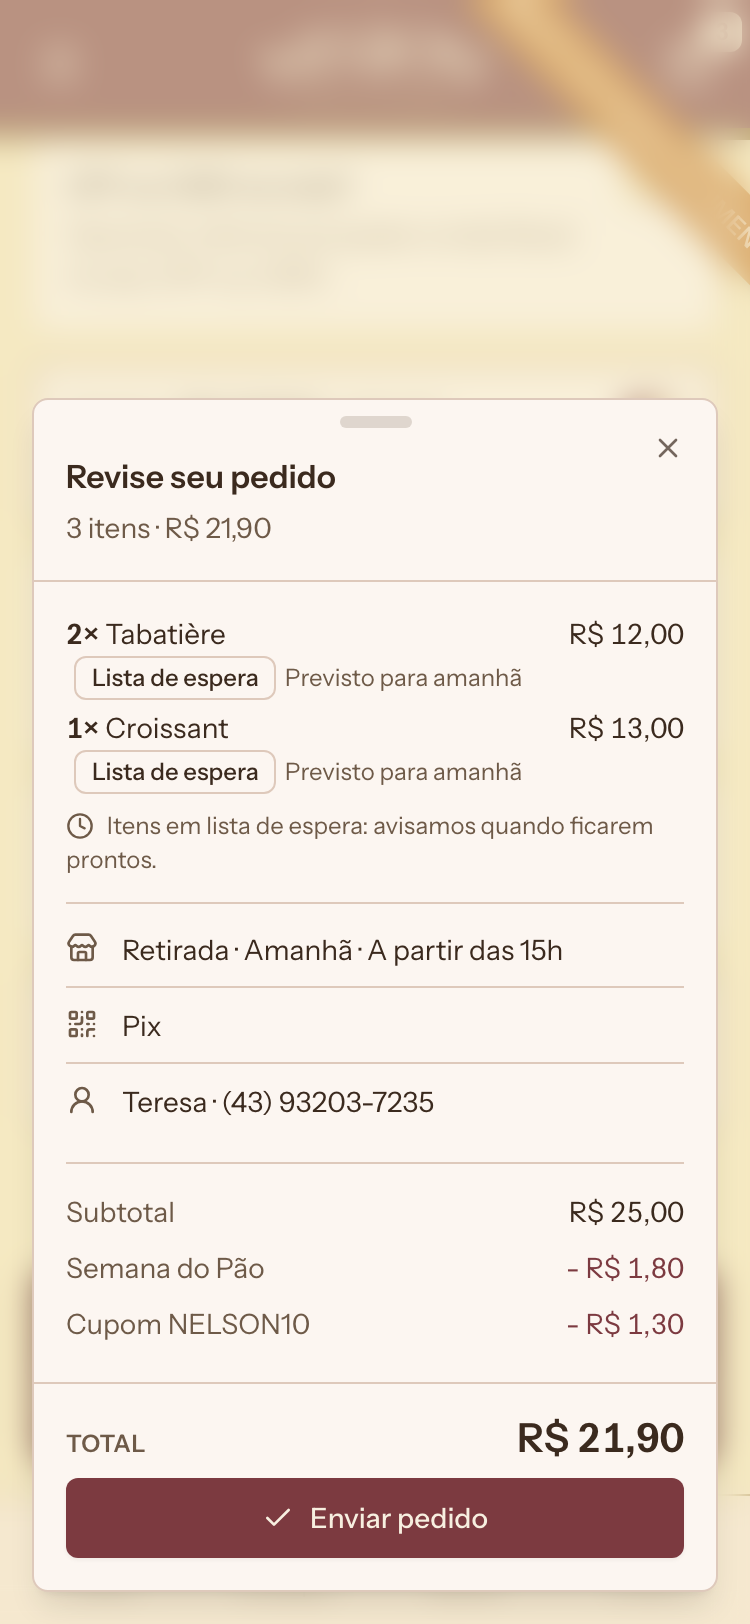 Revise seu pedido
3 itens · R$ 21,90
2× Tabatière R$ 12,00
Lista de espera Previsto para amanhã
1× Croissant R$ 13,00
Lista de espera Previsto para amanhã
Itens em lista de espera: avisamos quando ficarem
prontos.
Retirada · Amanhã · A partir das 15h
Pix
Teresa · (43) 93203-7235
Subtotal R$ 25,00
Semana do Pão - R$ 1,80
Cupom NELSON10 - R$ 1,30
TOTAL R$ 21,90
Enviar pedido